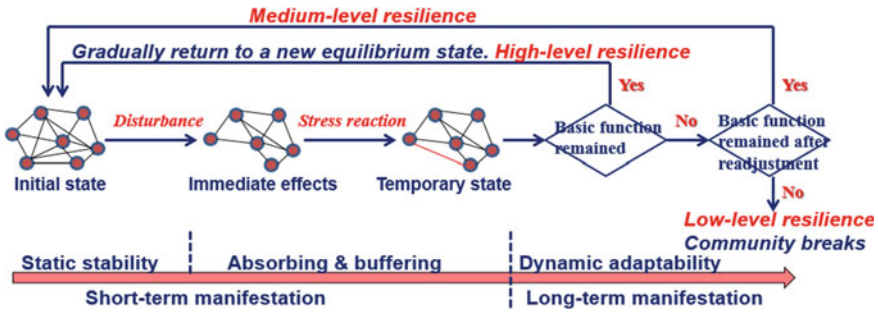 Medium-level resilience
Gradually return to a new equilibrium state. High-level resilience
Yes
Yes
Disturbance
Stress reaction
Basic function
remained
No
Basic function
remained after
readjustment
Initial state
Immediate effects
Temporary state
No
Low-level resilience
Community breaks
Static stability
Absorbing & buffering
Dynamic adaptability
Short-term manifestation
Long-term manifestation